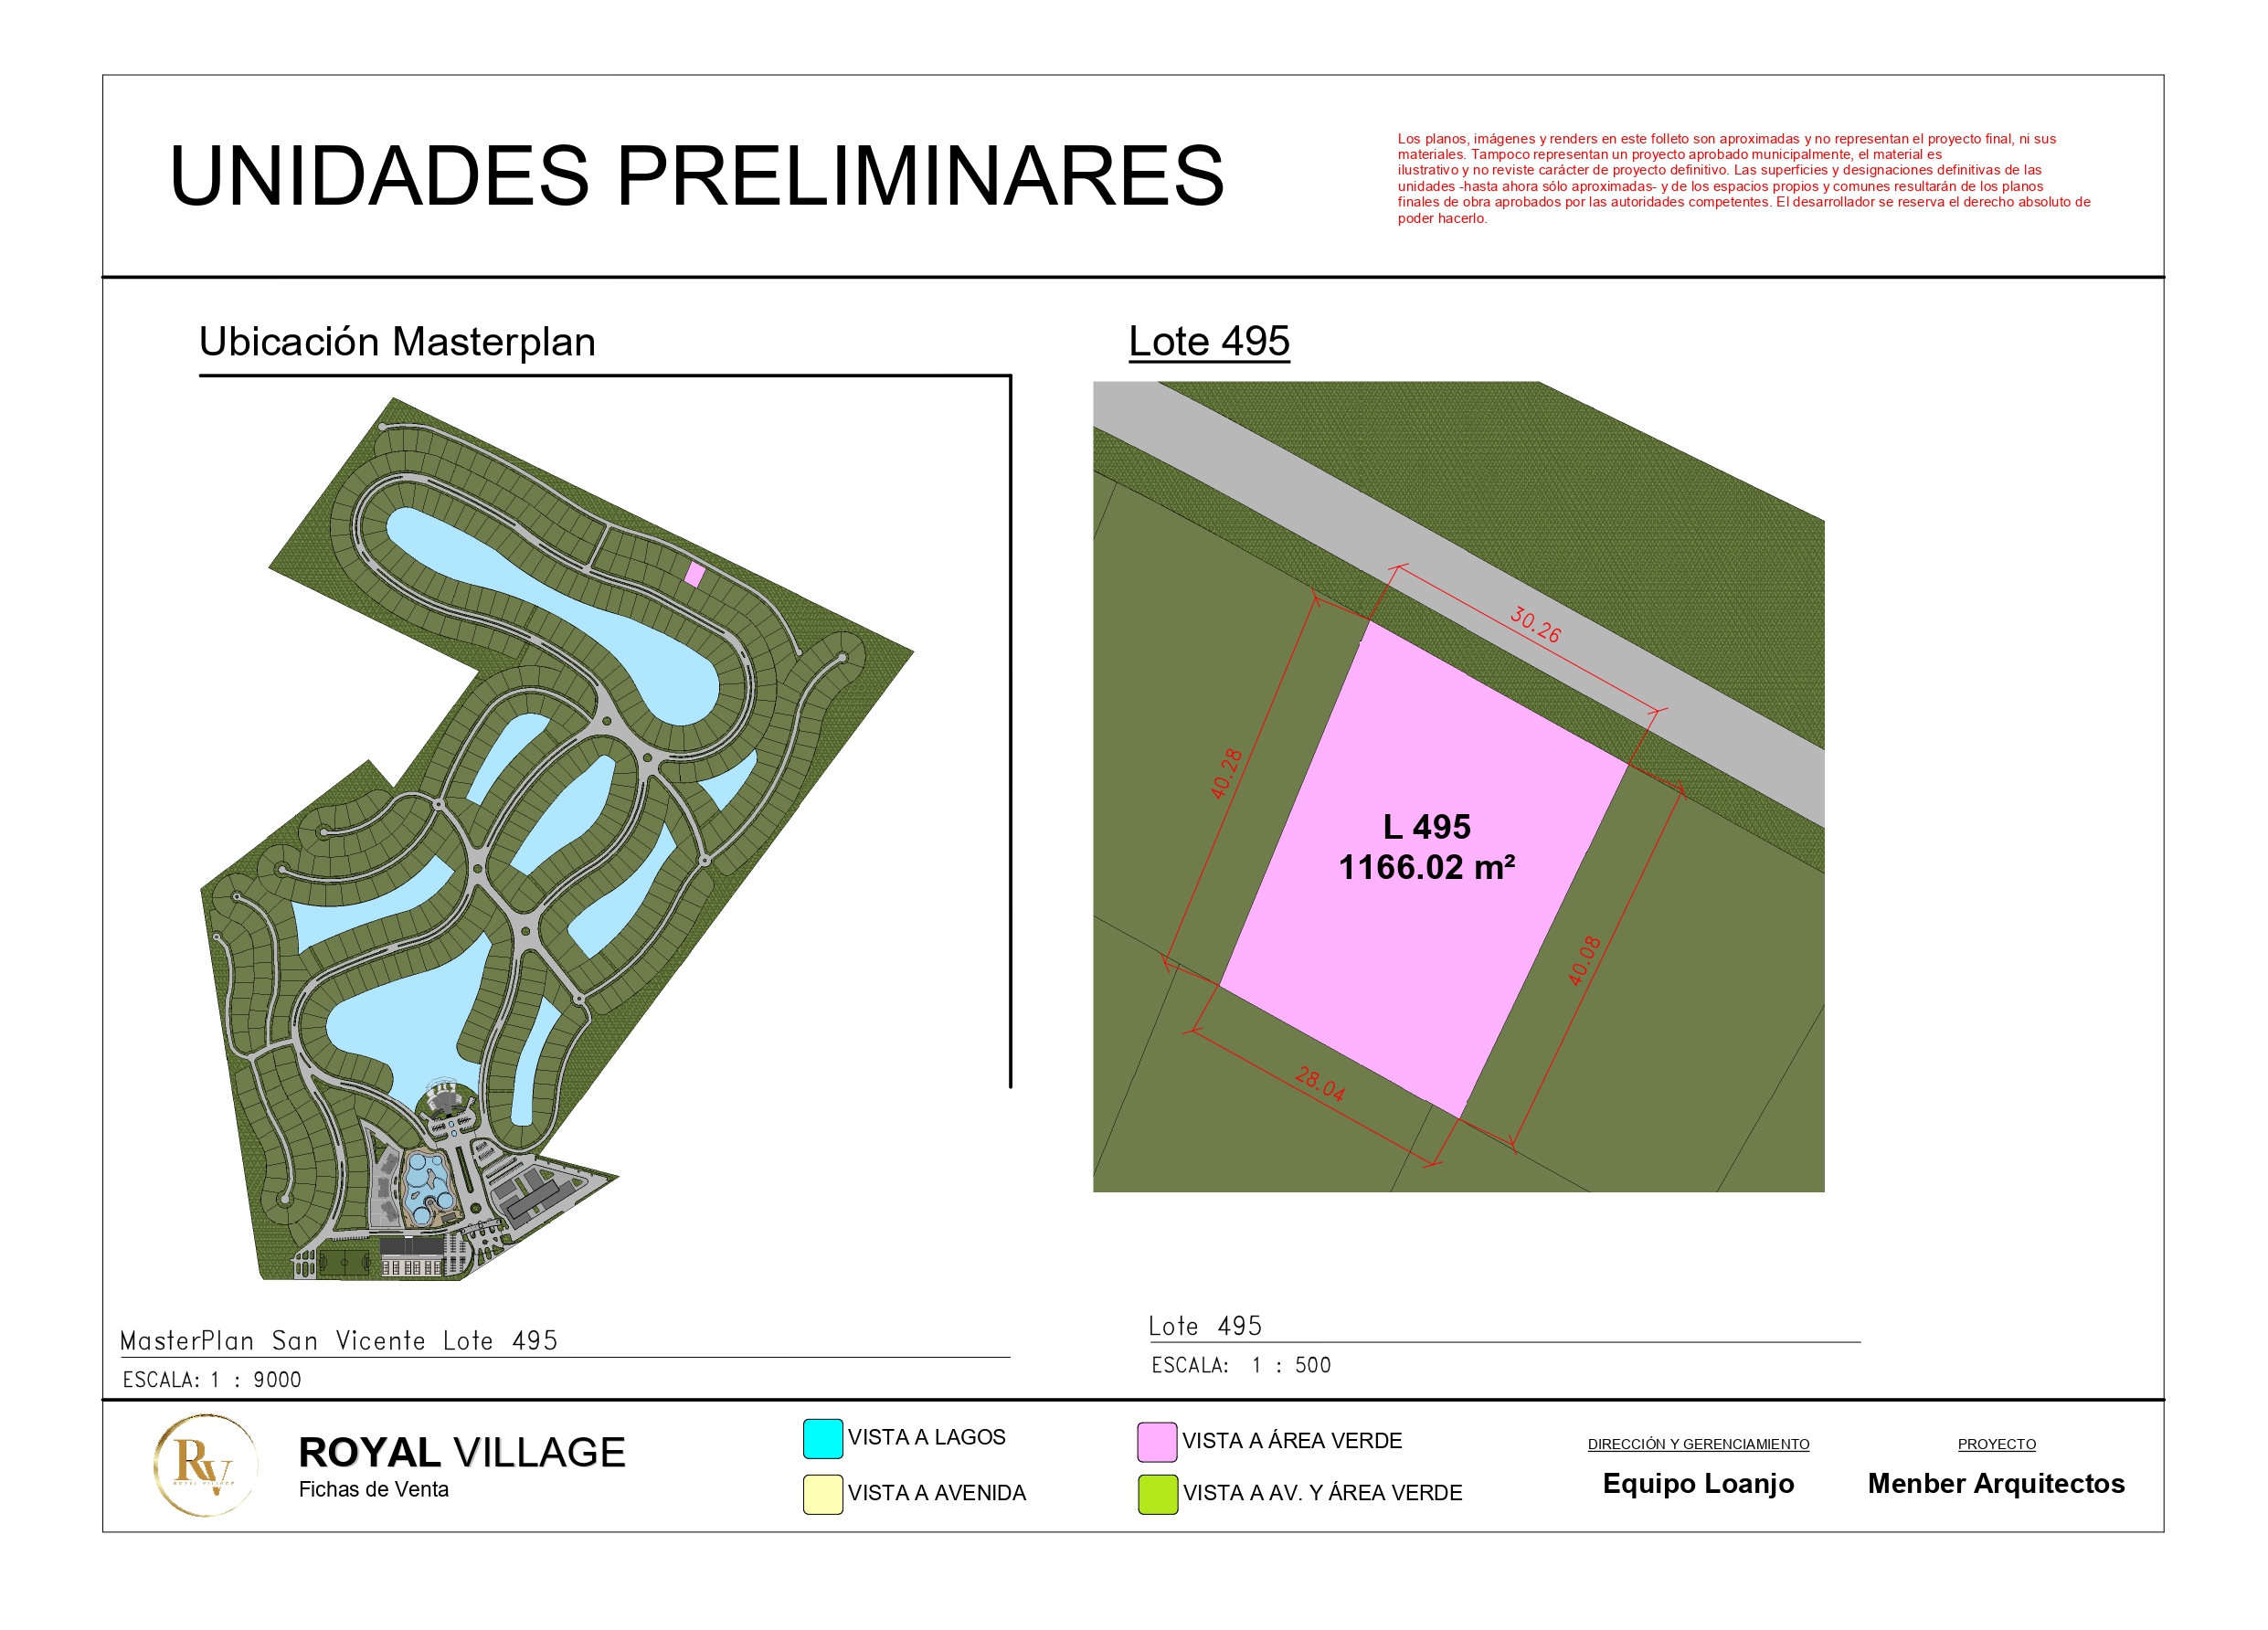 UNIDADES PRELIMINARES
Los planos, imágenes y renders en este folleto son aproximadas y no representan el proyecto final, ni sus
materiales. Tampoco representan un proyecto aprobado municipalmente, el material es
ilustrativo y no reviste carácter de proyecto definitivo. Las superficies y designaciones definitivas de las
unidades -hasta ahora sólo aproximadas- y de los espacios propios y comunes resultarán de los planos
finales de obra aprobados por las autoridades competentes. El desarrollador se reserva el derecho absoluto de
poder hacerlo.
Ubicación Masterplan
Lote 495
30.26
40.28
L 495
1166.02 m²
40.08
28.04
MasterPlan San Vicente Lote 495
ESCALA: 1 : 9000
Lote 495
ESCALA: 1 : 500
RV
ROYAL VILLAGE
ROYAL VILLAGE
Fichas de Venta
VISTA A LAGOS
VISTA A AVENIDA
VISTA A ÁREA VERDE
VISTA A AV. Y ÁREA VERDE
DIRECCIÓN Y GERENCIAMIENTO
Equipo Loanjo
PROYECTO
Menber Arquitectos